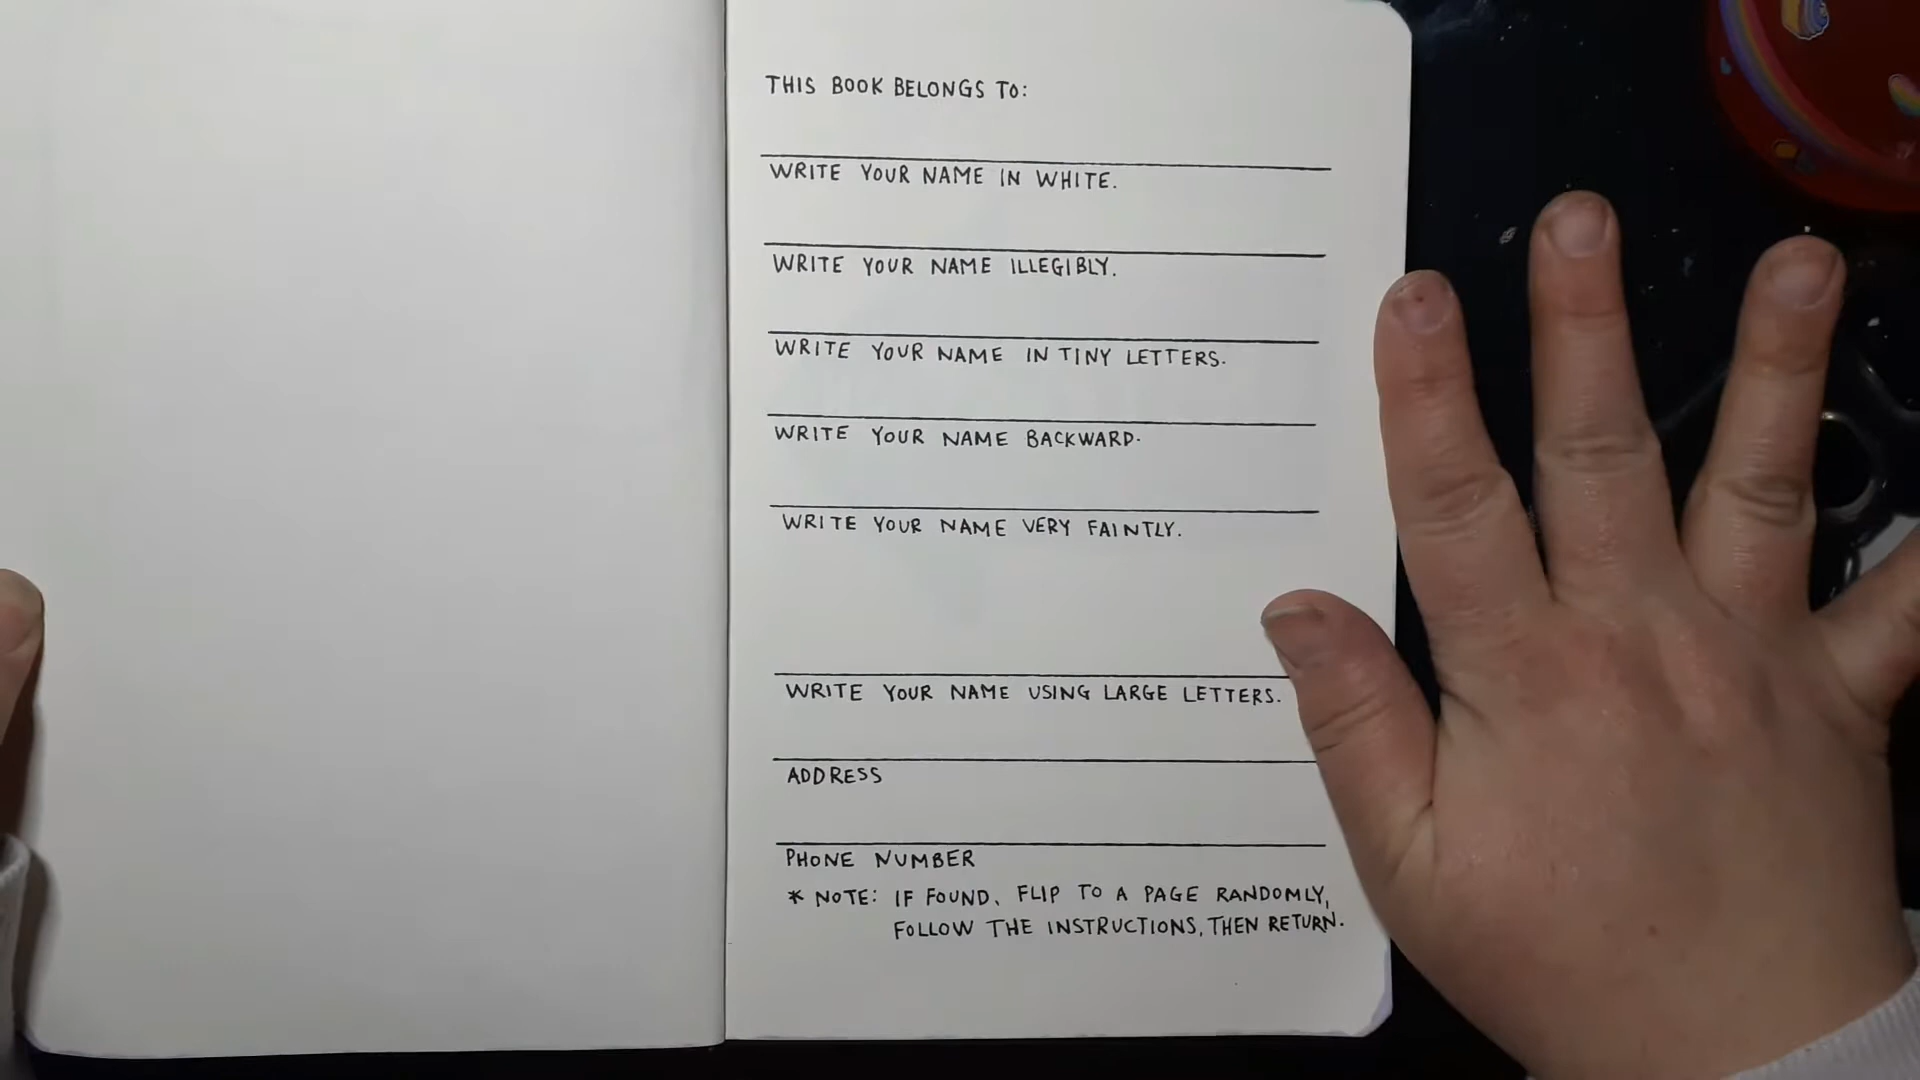 THIS BOOK BELONGS TO:
WRITE YOUR NAME IN WHITE.
WRITE YOUR NAME ILLEGIBLY.
WRITE YOUR NAME IN TINY LETTERS.
WRITE YOUR NAME BACKWARD.
WRITE YOUR NAME VERY FAINTLY.
WRITE YOUR NAME USING LARGE LETTERS.
ADDRESS
PHONE NUMBER
* NOTE: IF FOUND, FLIP TO A PAGE RANDOMLY,
FOLLOW THE INSTRUCTIONS, THEN RETURN.